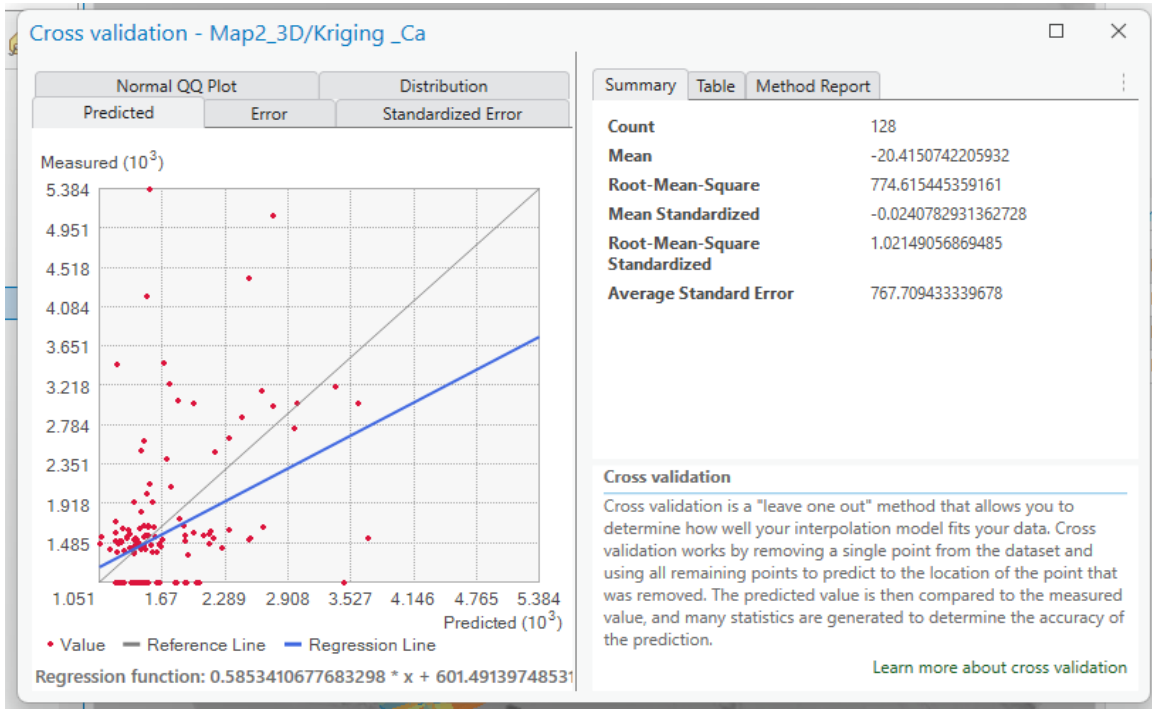 Cross validation - Map2_3D/Kriging _Ca
Normal QQ Plot
Distribution
Predicted
Error
Standardized Error
Measured (10³)
5.384
4.951
4.518
4.084
3.651
3.218
2.784
2.351
1.918
1.485
1.051 1.67 2.289 2.908 3.527 4.146 4.765 5.384
Predicted (10³)
Value Reference Line Regression Line
Regression function: 0.5853410677683298 * x + 601.49139748531
Summary Table Method Report
Count 128
Mean -20.4150742205932
Root-Mean-Square 774.615445359161
Mean Standardized -0.0240782931362728
Root-Mean-Square 1.02149056869485
Standardized
Average Standard Error 767.709433339678
Cross validation
Cross validation is a "leave one out" method that allows you to
determine how well your interpolation model fits your data. Cross
validation works by removing a single point from the dataset and
using all remaining points to predict to the location of the point that
was removed. The predicted value is then compared to the measured
value, and many statistics are generated to determine the accuracy of
the prediction.
Learn more about cross validation